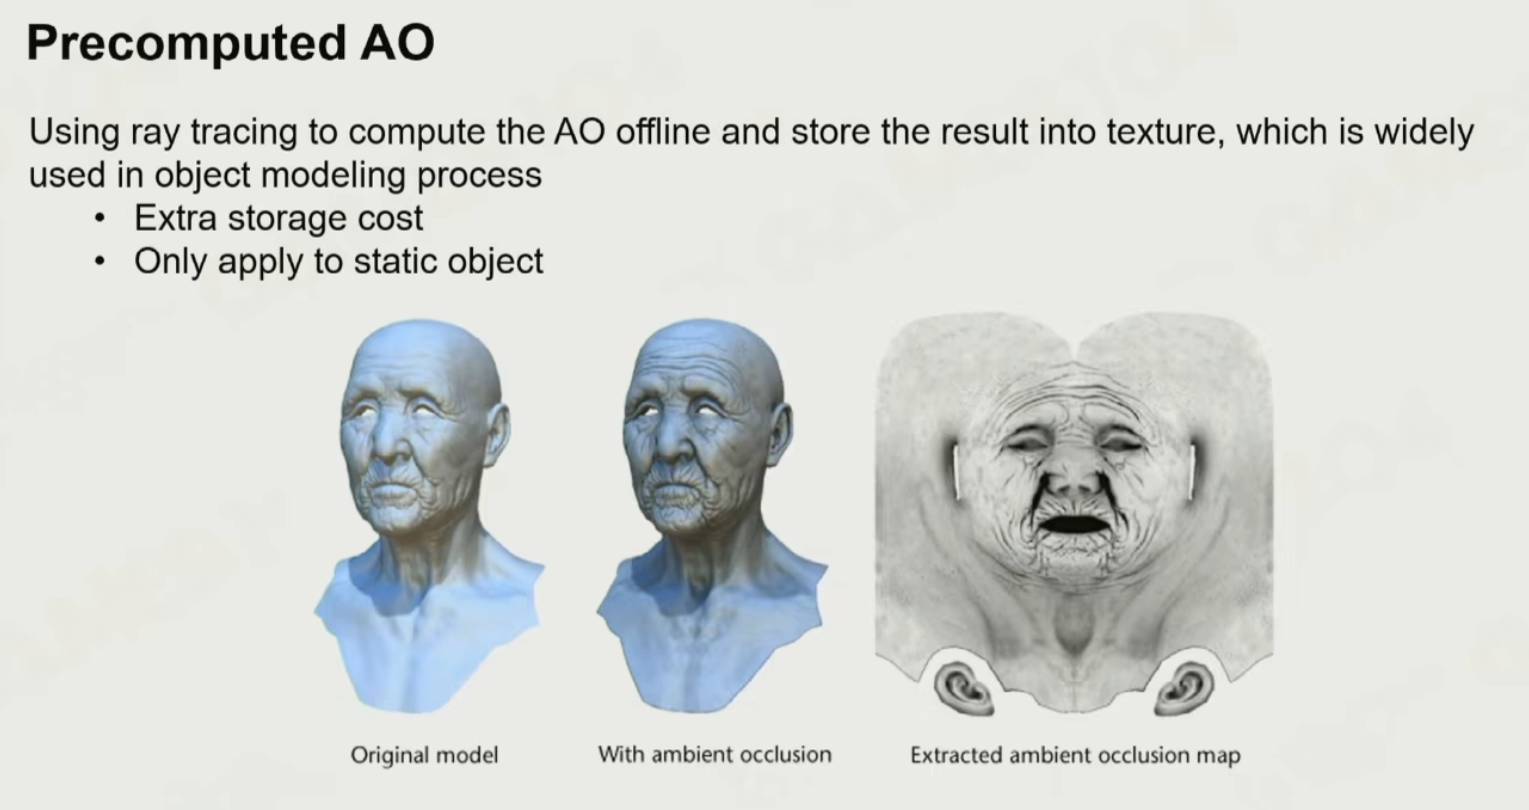 Precomputed AO
Using ray tracing to compute the AO offline and store the result into texture, which is widely
used in object modeling process
• Extra storage cost
• Only apply to static object
Original model
With ambient occlusion
Extracted ambient occlusion map